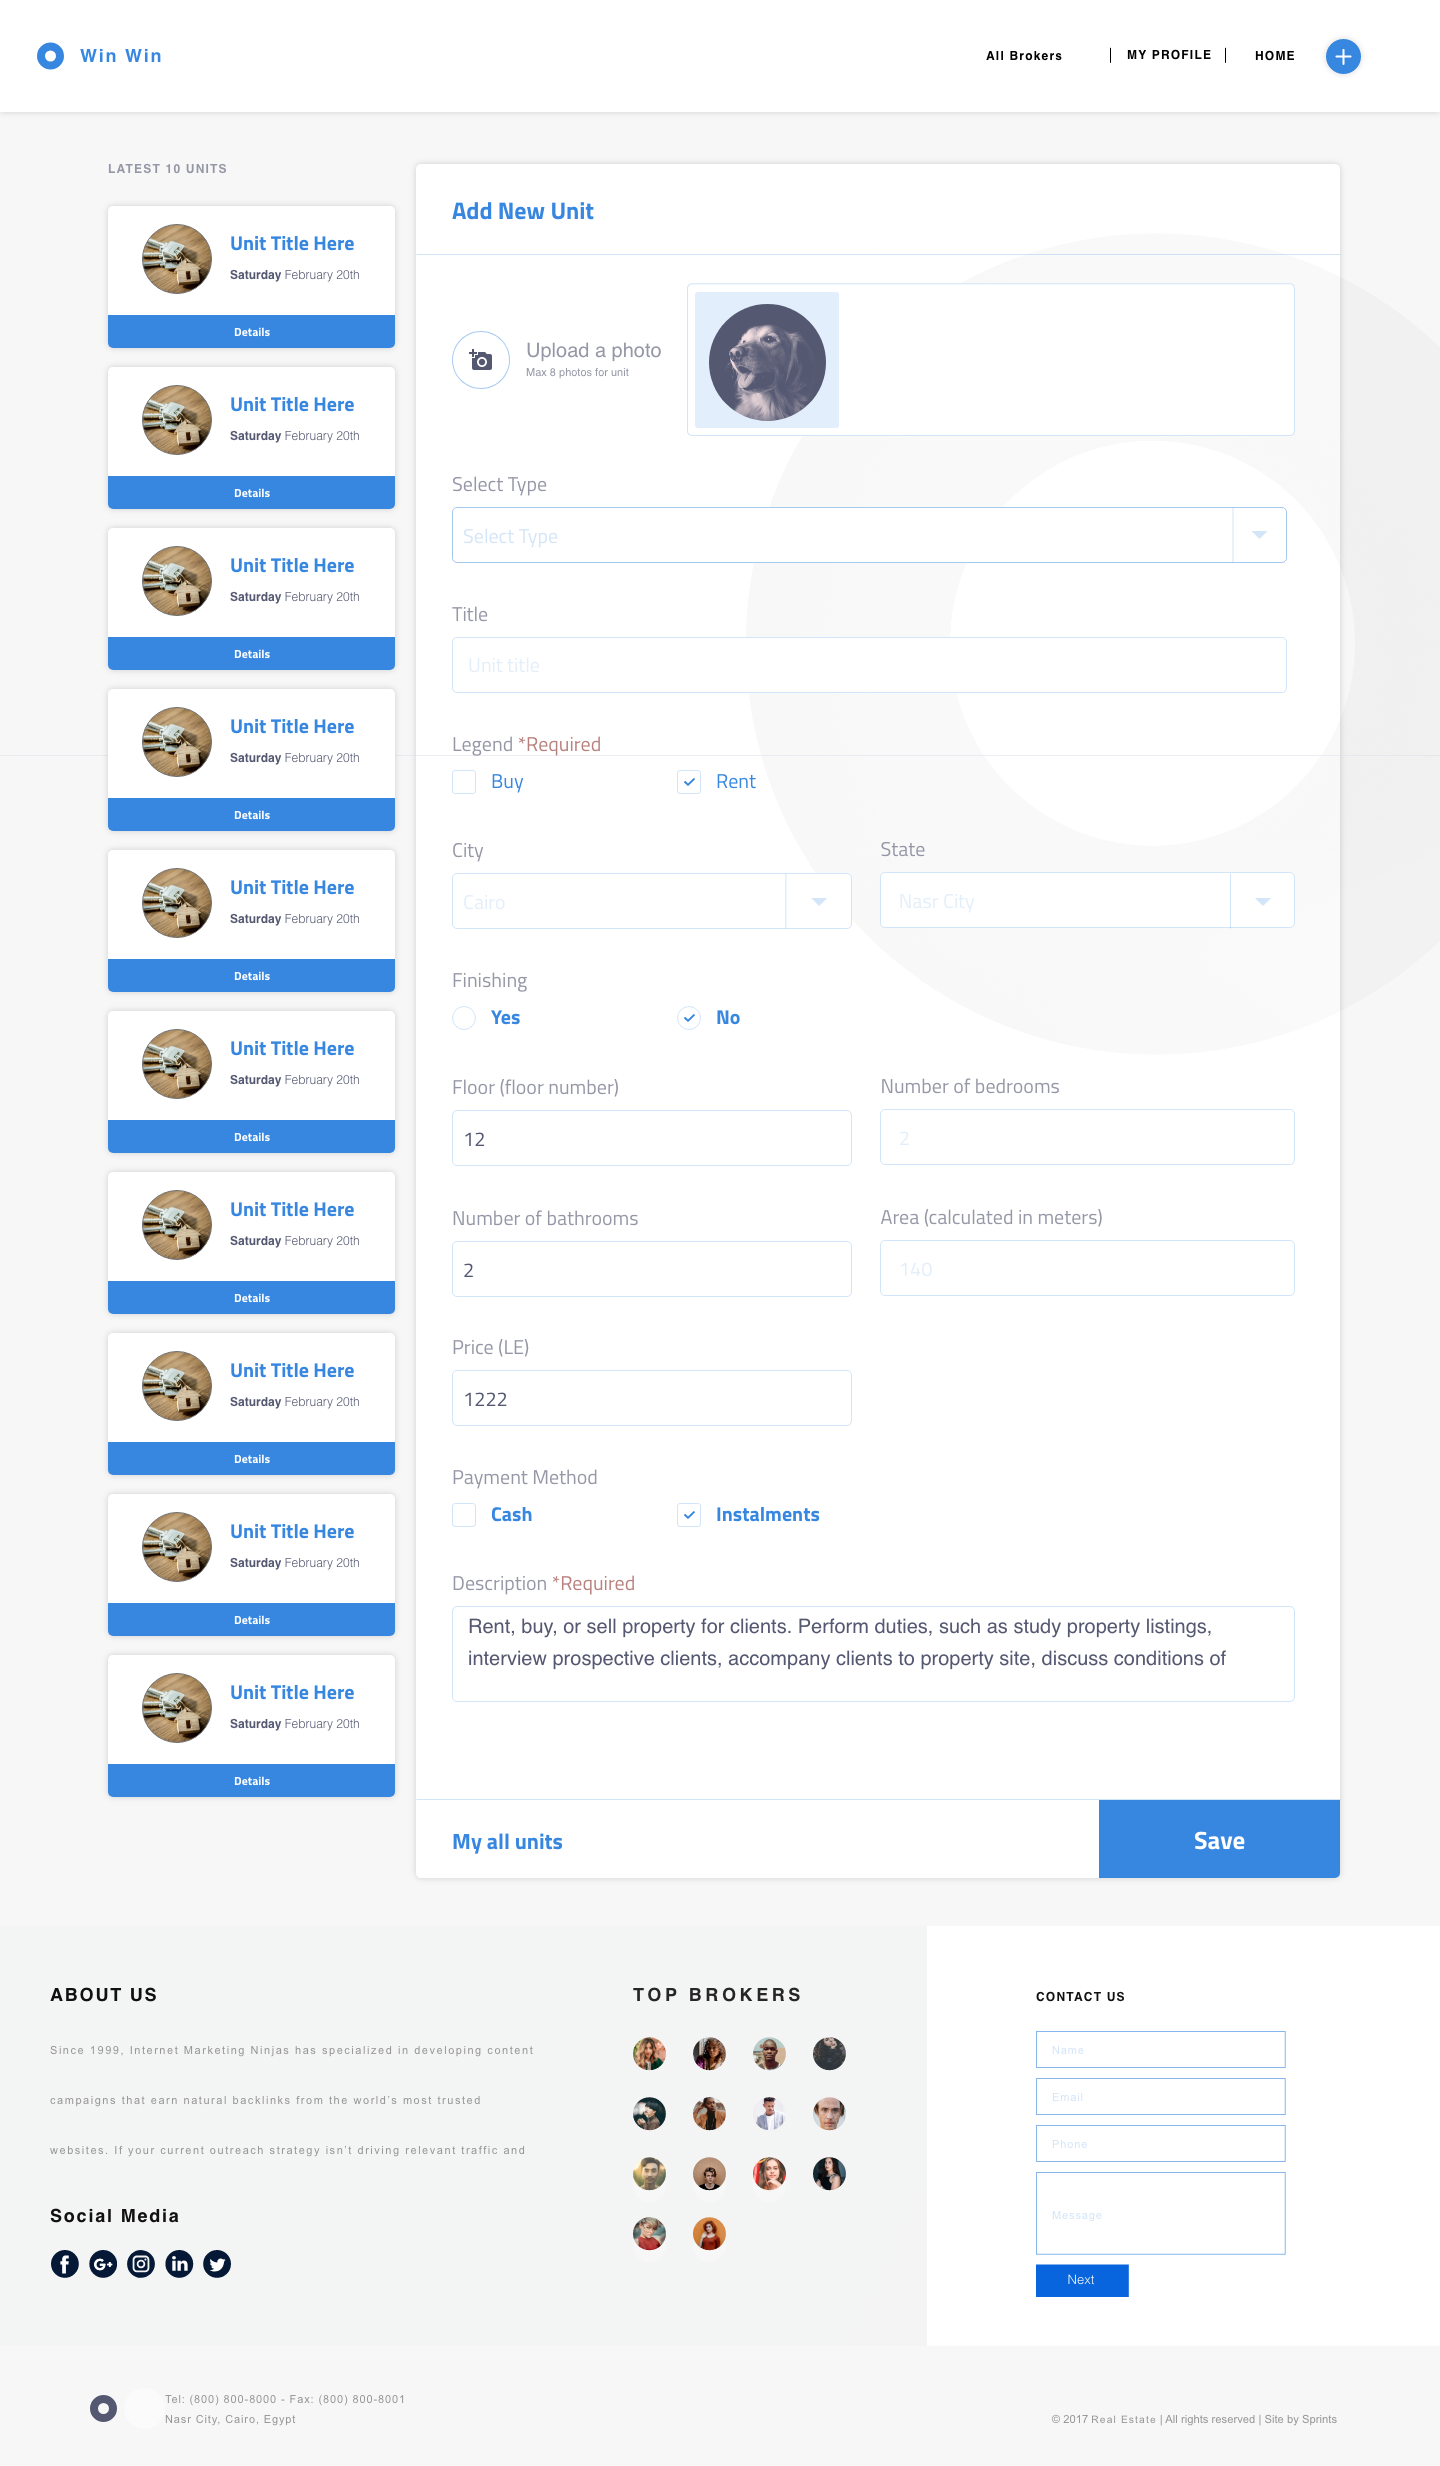 Win Win
All Brokers
MY PROFILE
HOME
LATEST 10 UNITS
Unit Title Here
Saturday February 20th
Details
Unit Title Here
Saturday February 20th
Details
Unit Title Here
Saturday February 20th
Details
Unit Title Here
Saturday February 20th
Details
Unit Title Here
Saturday February 20th
Details
Unit Title Here
Saturday February 20th
Details
Unit Title Here
Saturday February 20th
Details
Unit Title Here
Saturday February 20th
Details
Unit Title Here
Saturday February 20th
Details
Unit Title Here
Saturday February 20th
Details
Add New Unit
Upload a photo
Max 8 photos for unit
Select Type
Select Type
Title
Unit title
Legend *Required
Buy
Rent
City
State
Cairo
Nasr City
Finishing
Yes
No
Floor (floor number)
Number of bedrooms
12
2
Number of bathrooms
Area (calculated in meters)
2
140
Price (LE)
1222
Payment Method
Cash
Instalments
Description *Required
Rent, buy, or sell property for clients. Perform duties, such as study property listings,
interview prospective clients, accompany clients to property site, discuss conditions of
My all units
Save
ABOUT US
Since 1999, Internet Marketing Ninjas has specialized in developing content
campaigns that earn natural backlinks from the world's most trusted
websites. If your current outreach strategy isn't driving relevant traffic and
Social Media
TOP BROKERS
CONTACT US
Name
Email
Phone
Message
Next
Tel: (800) 800-8000 - Fax: (800) 800-8001
Nasr City, Cairo, Egypt
© 2017 Real Estate | All rights reserved | Site by Sprints